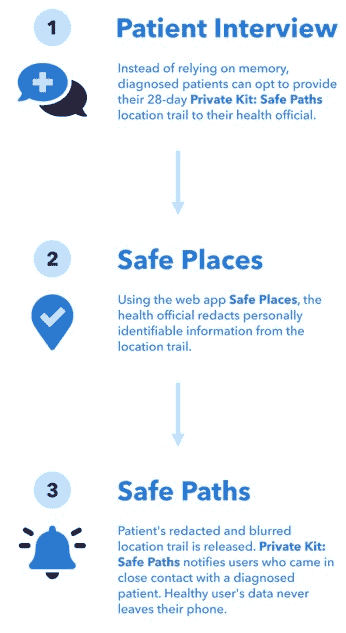 1
Patient Interview
Instead of relying on memory,
diagnosed patients can opt to provide
their 28-day Private Kit: Safe Paths
location trail to their health official.
2
Safe Places
Using the web app Safe Places, the
health official redacts personally
identifiable information from the
location trail.
3
Safe Paths
Patient's redacted and blurred
location trail is released. Private Kit:
Safe Paths notifies users who came in
close contact with a diagnosed
patient. Healthy user's data never
leaves their phone.